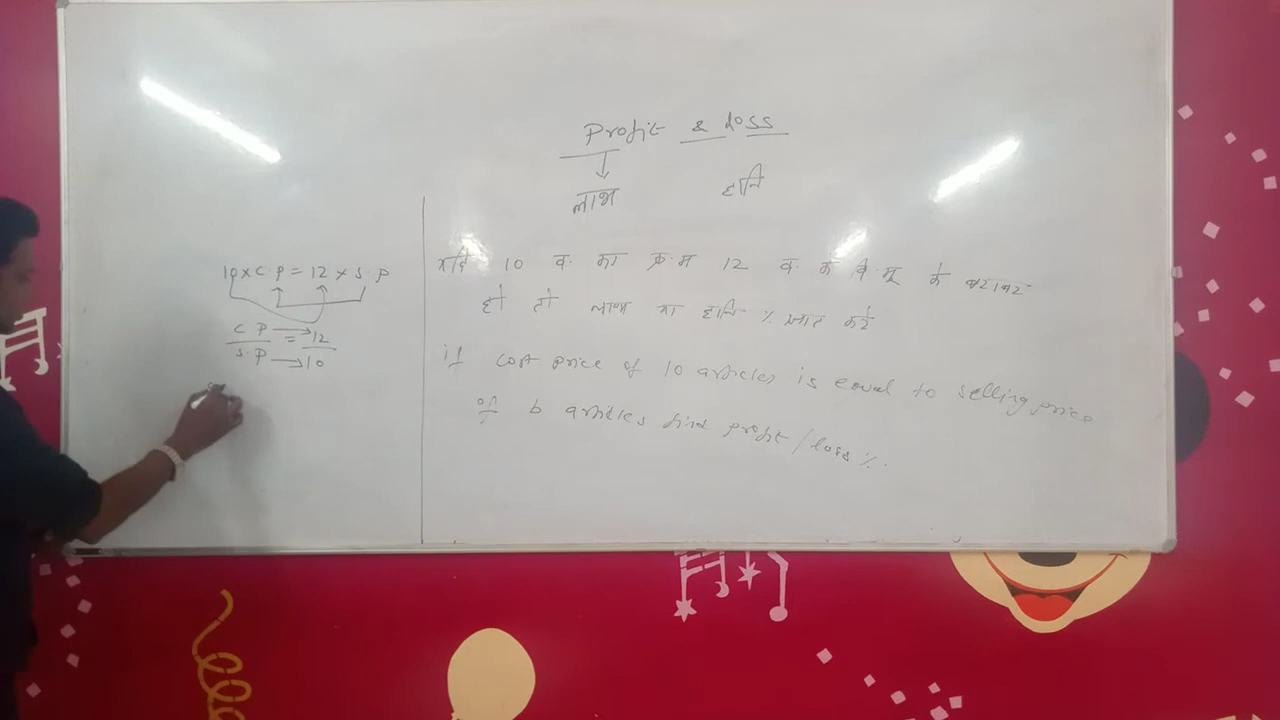 Profit & loss
लाभ हानि
10 x C.P = 12 x S.P
C P → = 12
S.P → 10
यदि 10 व. का क्र.म 12 व. के वि.मू के बराबर
हो तो लाभ या हानि % ज्ञात करे
if cost price of 10 articles is equal to selling price
of b articles find profit / loss %.